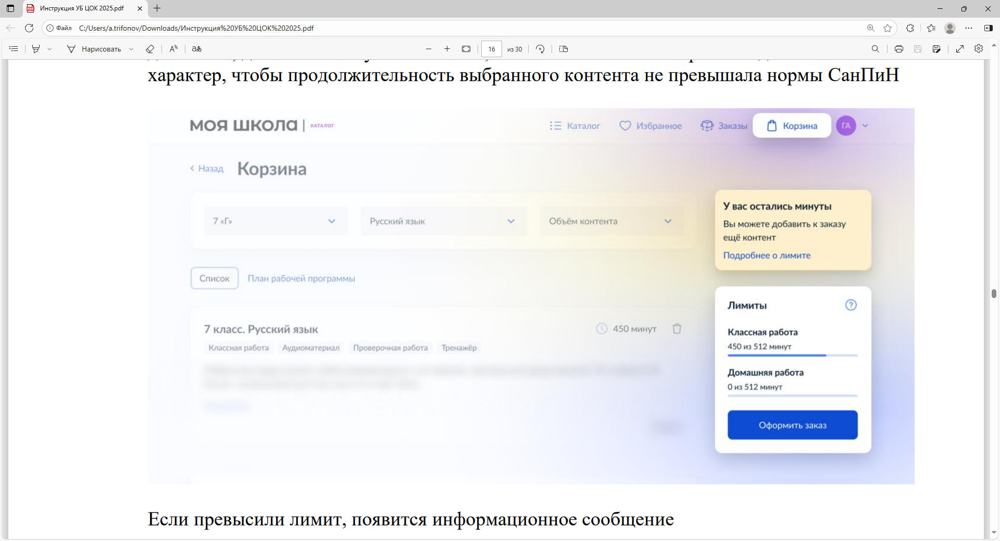 Инструкция УБ ЦОК 2025.pdf
Файл C:/Users/a.trifonov/Downloads/Инструкция%20УБ%20ЦОК%202025.pdf
Нарисовать
16 из 30
характер, чтобы продолжительность выбранного контента не превышала нормы СанПиН
МОЯ ШКОЛА | КАТАЛОГ
Каталог Избранное Заказы Корзина ГА
Назад Корзина
7 «Г» Русский язык Объём контента
У вас остались минуты
Вы можете добавить к заказу
ещё контент
Подробнее о лимите
Список План рабочей программы
7 класс. Русский язык 450 минут
Классная работа Аудиоматериал Проверочная работа Тренажёр
Лимиты ?
Классная работа
450 из 512 минут
Домашняя работа
0 из 512 минут
Оформить заказ
Если превысили лимит, появится информационное сообщение